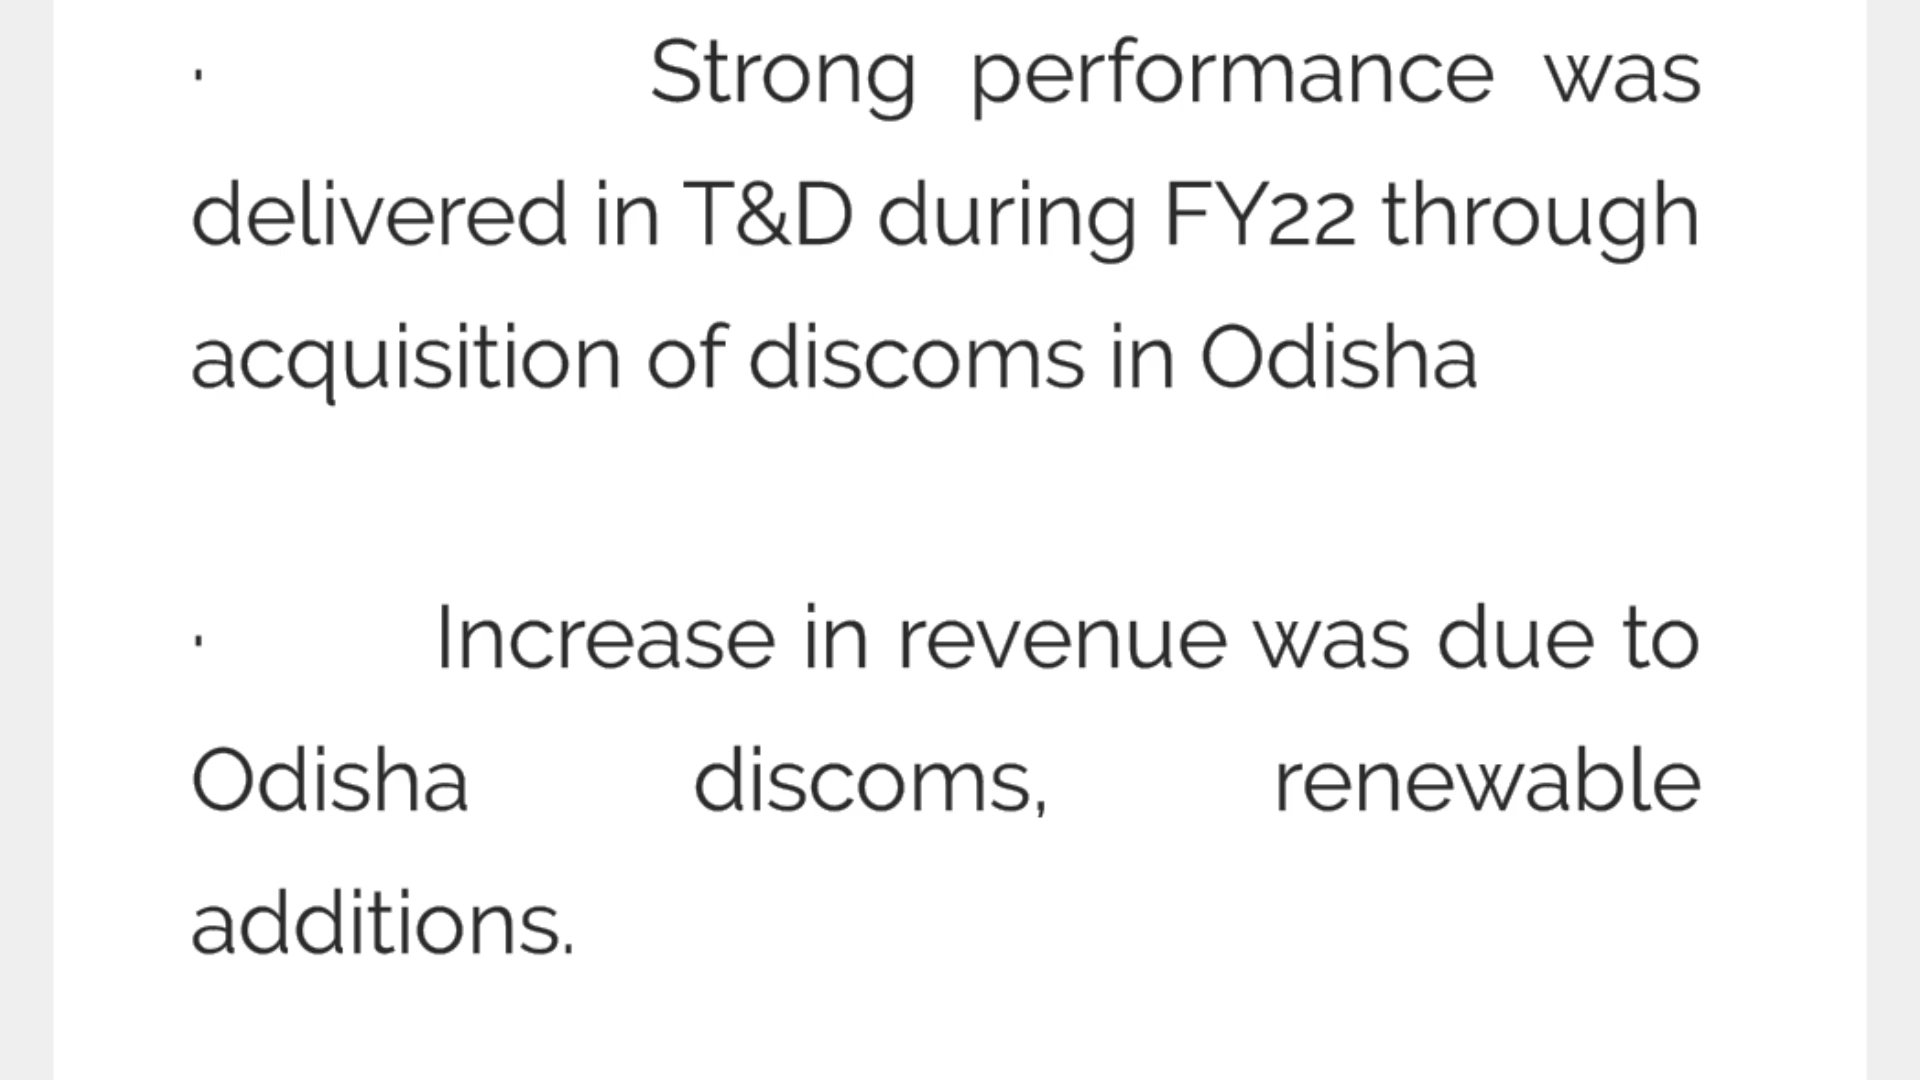 · Strong performance was
delivered in T&D during FY22 through
acquisition of discoms in Odisha
· Increase in revenue was due to
Odisha discoms, renewable
additions.